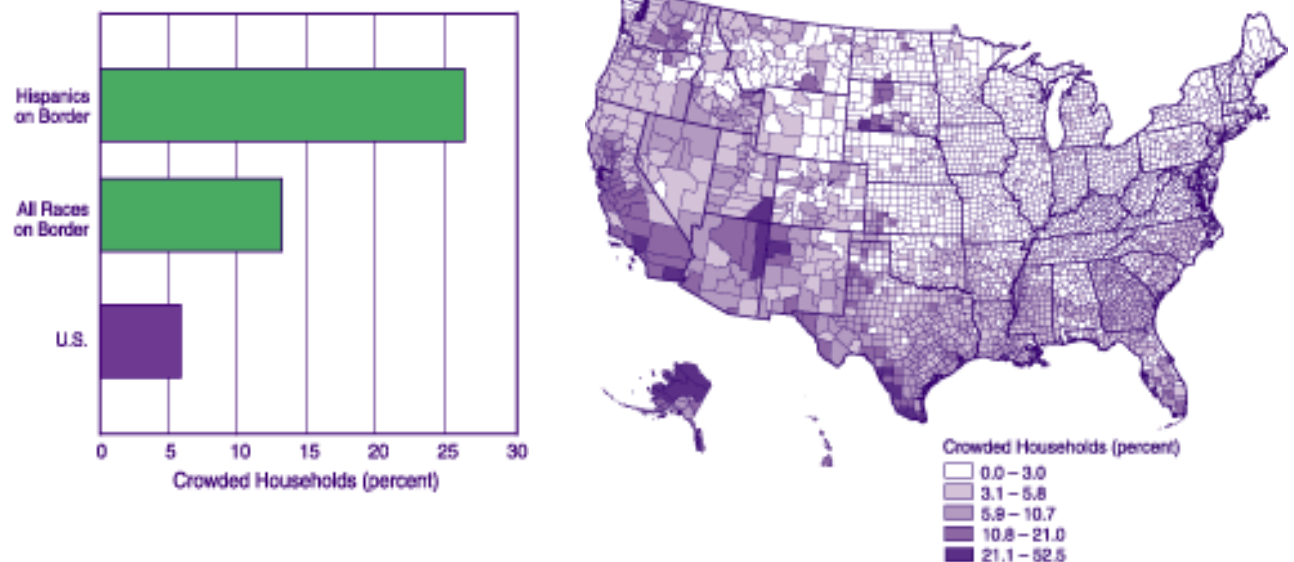 Hispanics
on Border
All Races
on Border
U.S.
0 5 10 15 20 25 30
Crowded Households (percent)
Crowded Households (percent)
0.0 – 3.0
3.1 – 5.8
5.9 – 10.7
10.8 – 21.0
21.1 – 52.5